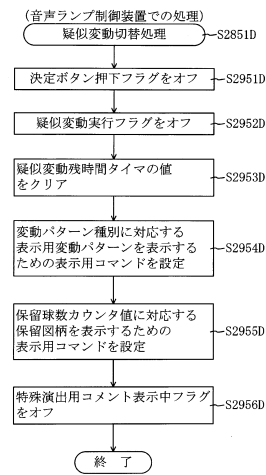 (音声ランプ制御装置での処理)
疑似変動切替処理
S2851D
決定ボタン押下フラグをオフ
S2951D
疑似変動実行フラグをオフ
S2952D
疑似変動残時間タイマの値
をクリア
S2953D
変動パターン種別に対応する
表示用変動パターンを表示する
ための表示用コマンドを設定
S2954D
保留球数カウンタ値に対応する
保留図柄を表示するための
表示用コマンドを設定
S2955D
特殊演出用コメント表示中フラグ
をオフ
S2956D
終 了